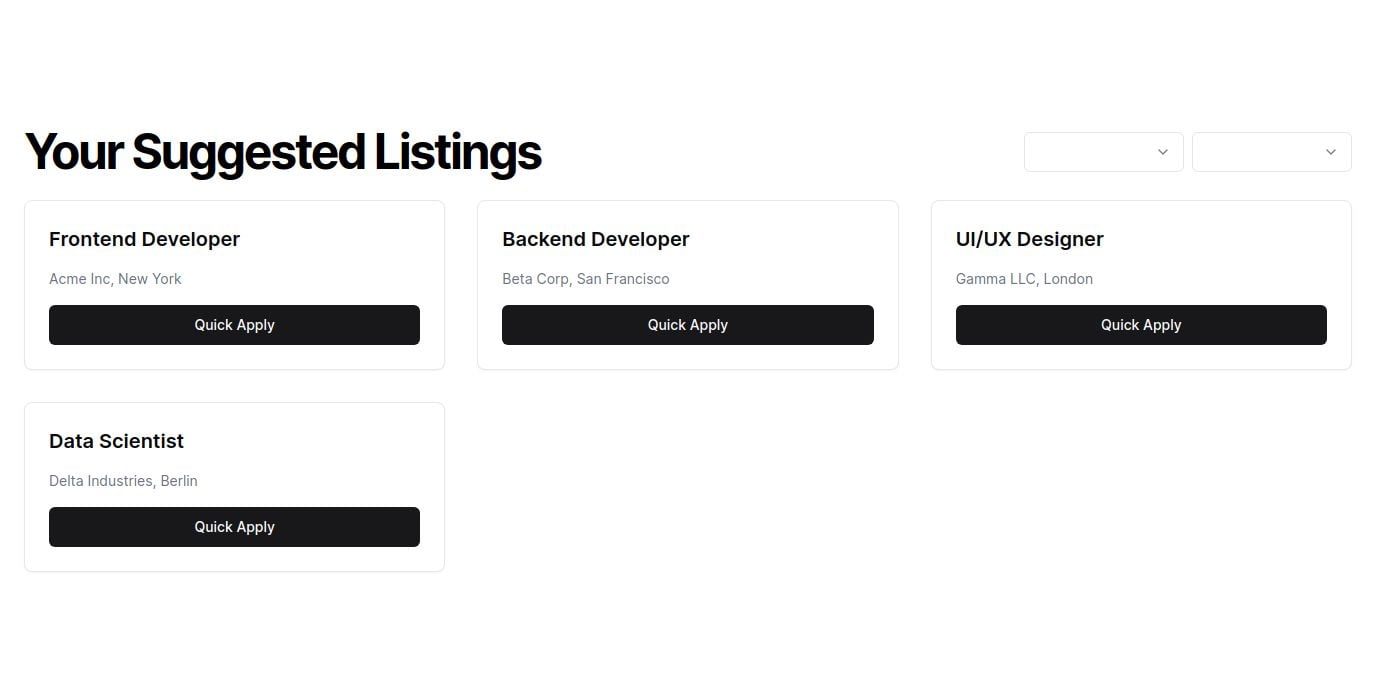 Your Suggested Listings
Frontend Developer
Acme Inc, New York
Quick Apply
Backend Developer
Beta Corp, San Francisco
Quick Apply
UI/UX Designer
Gamma LLC, London
Quick Apply
Data Scientist
Delta Industries, Berlin
Quick Apply